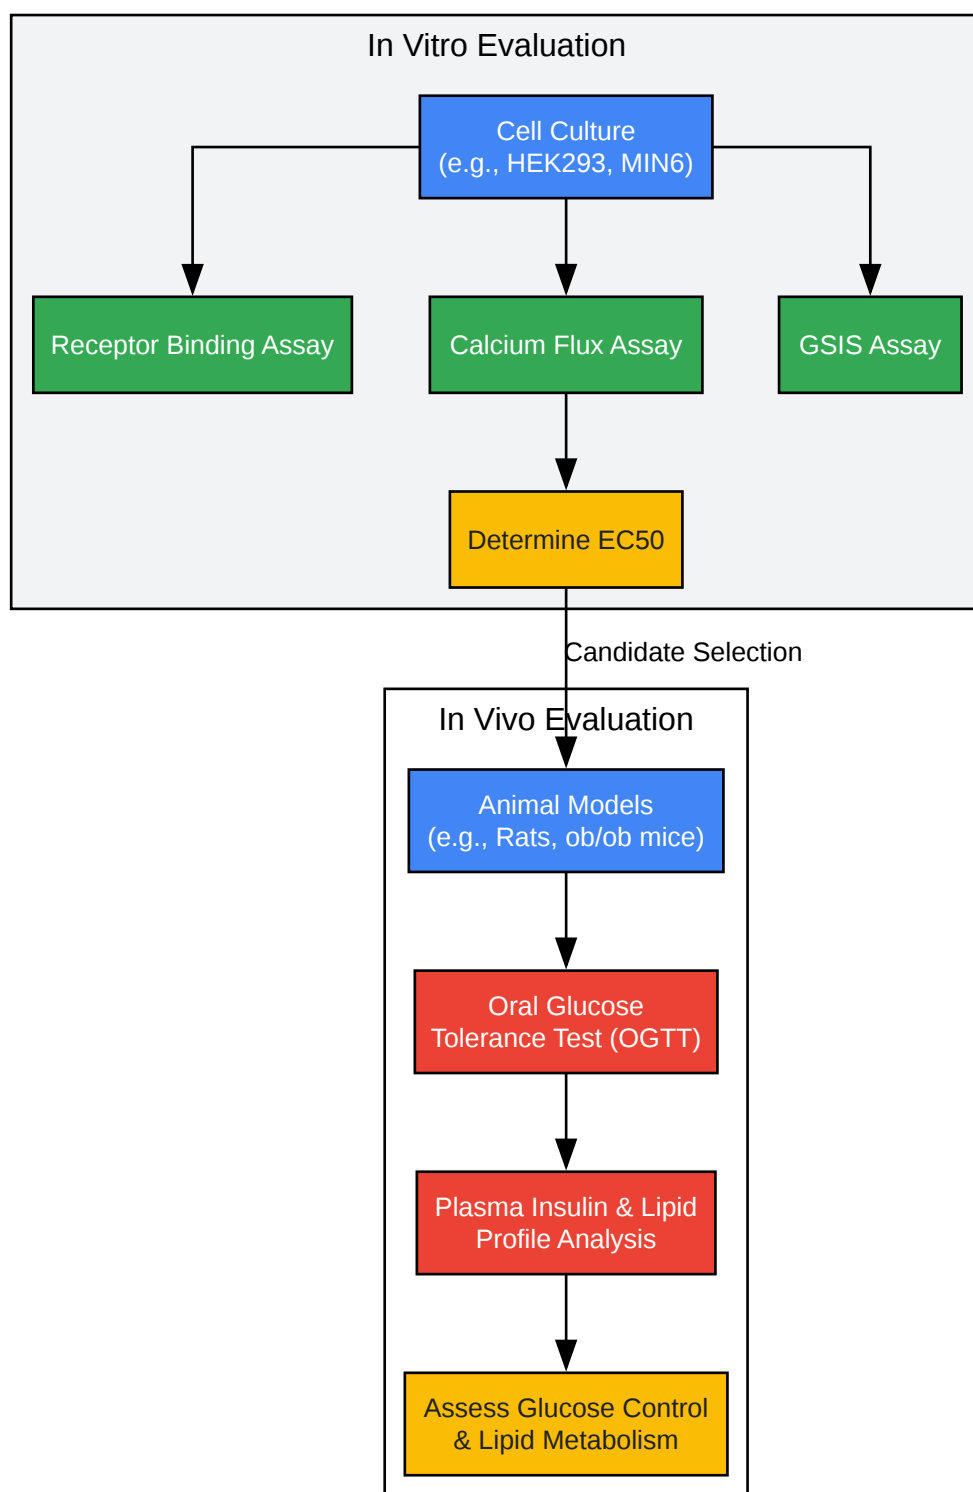 In Vitro Evaluation
Cell Culture
(e.g., HEK293, MIN6)
Receptor Binding Assay
Calcium Flux Assay
GSIS Assay
Determine EC50
Candidate Selection
In Vivo Evaluation
Animal Models
(e.g., Rats, ob/ob mice)
Oral Glucose
Tolerance Test (OGTT)
Plasma Insulin & Lipid
Profile Analysis
Assess Glucose Control
& Lipid Metabolism